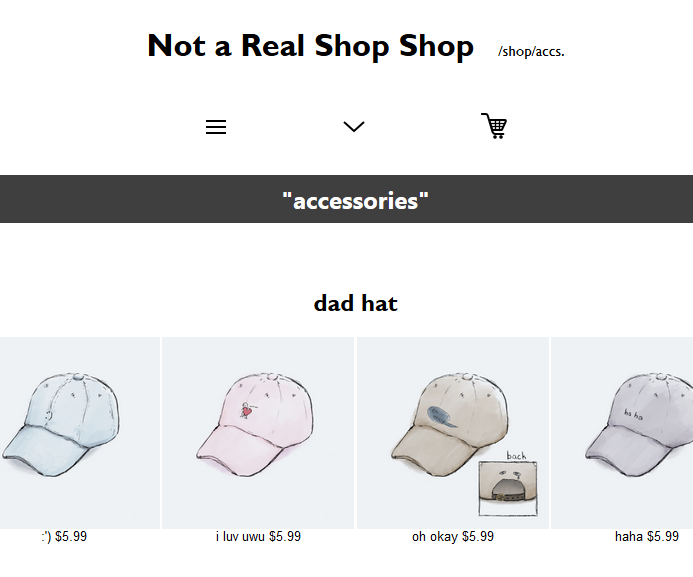 Not a Real Shop Shop /shop/accs.
"accessories"
dad hat
:')
ha ha
back
:') $5.99
i luv uwu $5.99
oh okay $5.99
haha $5.99